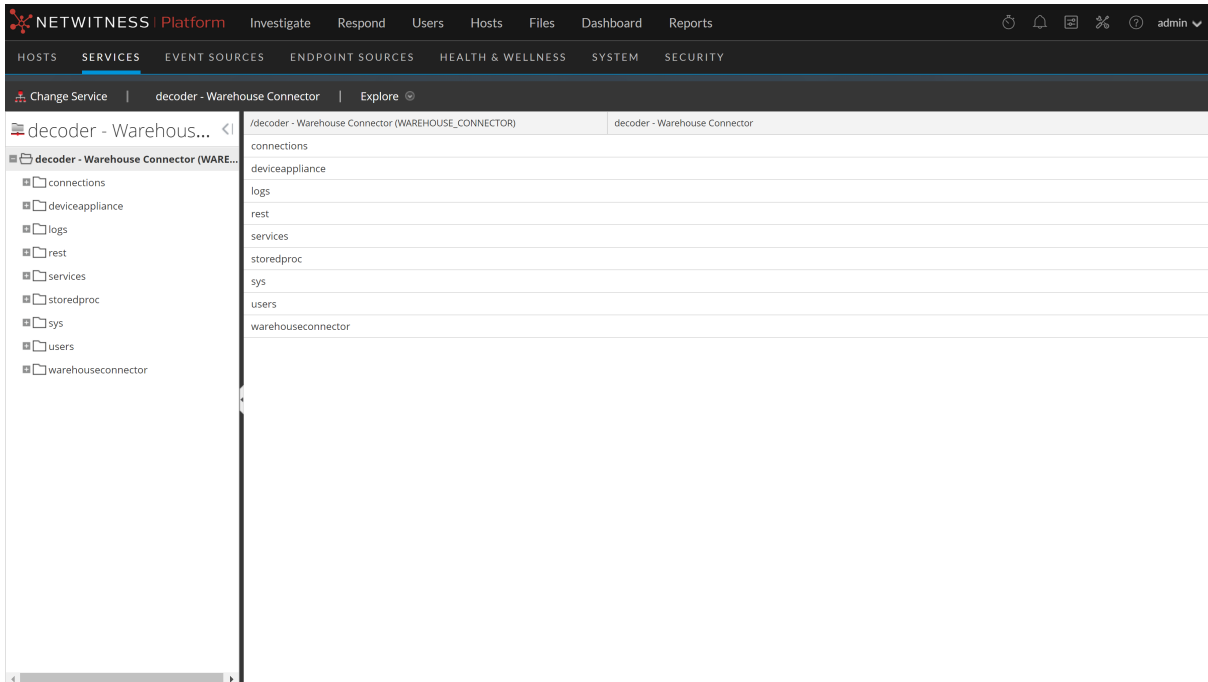 NETWITNESS Platform Investigate Respond Users Hosts Files Dashboard Reports admin
HOSTS SERVICES EVENT SOURCES ENDPOINT SOURCES HEALTH & WELLNESS SYSTEM SECURITY
Change Service | decoder - Warehouse Connector | Explore
decoder - Warehous...
decoder - Warehouse Connector (WARE...
connections
deviceappliance
logs
rest
services
storedproc
sys
users
warehouseconnector
/decoder - Warehouse Connector (WAREHOUSE_CONNECTOR) decoder - Warehouse Connector
connections
deviceappliance
logs
rest
services
storedproc
sys
users
warehouseconnector